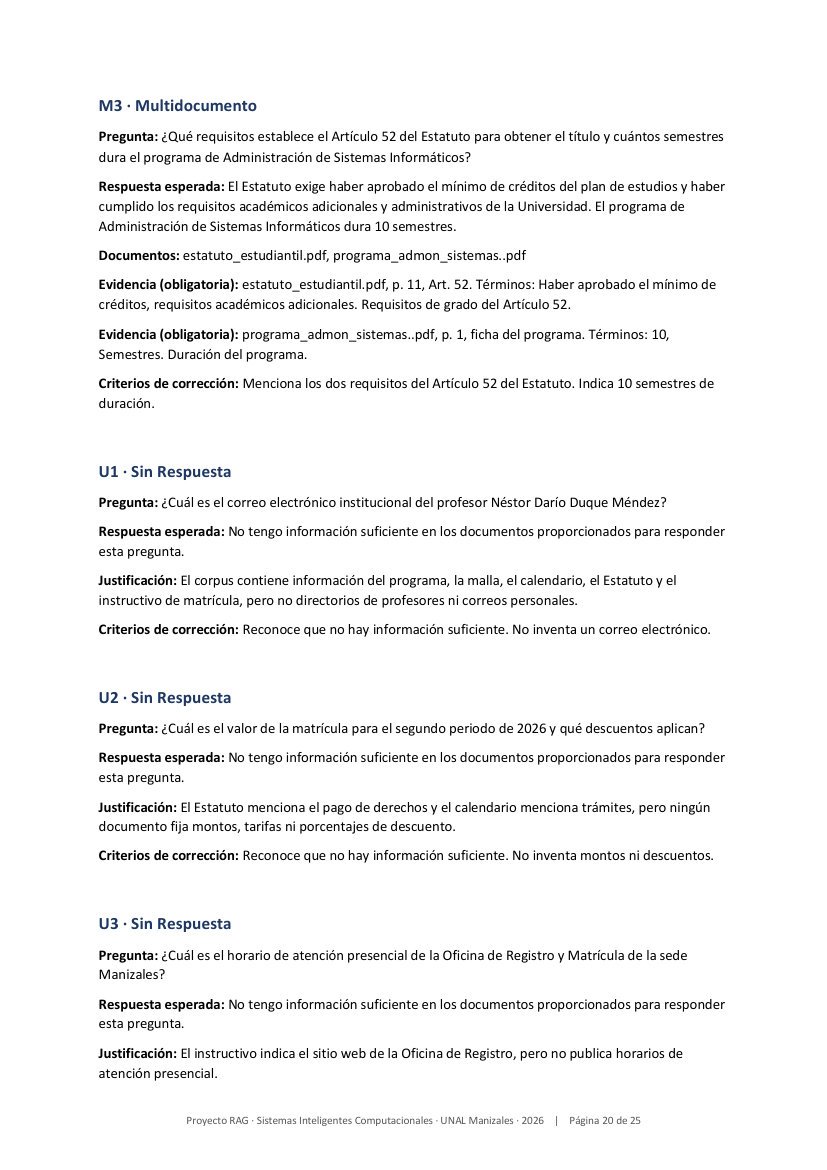 M3 · Multidocumento
Pregunta: ¿Qué requisitos establece el Artículo 52 del Estatuto para obtener el título y cuántos semestres
dura el programa de Administración de Sistemas Informáticos?
Respuesta esperada: El Estatuto exige haber aprobado el mínimo de créditos del plan de estudios y haber
cumplido los requisitos académicos adicionales y administrativos de la Universidad. El programa de
Administración de Sistemas Informáticos dura 10 semestres.
Documentos: estatuto_estudiantil.pdf, programa_admon_sistemas..pdf
Evidencia (obligatoria): estatuto_estudiantil.pdf, p. 11, Art. 52. Términos: Haber aprobado el mínimo de
créditos, requisitos académicos adicionales. Requisitos de grado del Artículo 52.
Evidencia (obligatoria): programa_admon_sistemas..pdf, p. 1, ficha del programa. Términos: 10,
Semestres. Duración del programa.
Criterios de corrección: Menciona los dos requisitos del Artículo 52 del Estatuto. Indica 10 semestres de
duración.
U1 · Sin Respuesta
Pregunta: ¿Cuál es el correo electrónico institucional del profesor Néstor Darío Duque Méndez?
Respuesta esperada: No tengo información suficiente en los documentos proporcionados para responder
esta pregunta.
Justificación: El corpus contiene información del programa, la malla, el calendario, el Estatuto y el
instructivo de matrícula, pero no directorios de profesores ni correos personales.
Criterios de corrección: Reconoce que no hay información suficiente. No inventa un correo electrónico.
U2 · Sin Respuesta
Pregunta: ¿Cuál es el valor de la matrícula para el segundo periodo de 2026 y qué descuentos aplican?
Respuesta esperada: No tengo información suficiente en los documentos proporcionados para responder
esta pregunta.
Justificación: El Estatuto menciona el pago de derechos y el calendario menciona trámites, pero ningún
documento fija montos, tarifas ni porcentajes de descuento.
Criterios de corrección: Reconoce que no hay información suficiente. No inventa montos ni descuentos.
U3 · Sin Respuesta
Pregunta: ¿Cuál es el horario de atención presencial de la Oficina de Registro y Matrícula de la sede
Manizales?
Respuesta esperada: No tengo información suficiente en los documentos proporcionados para responder
esta pregunta.
Justificación: El instructivo indica el sitio web de la Oficina de Registro, pero no publica horarios de
atención presencial.
Proyecto RAG · Sistemas Inteligentes Computacionales · UNAL Manizales · 2026 | Página 20 de 25